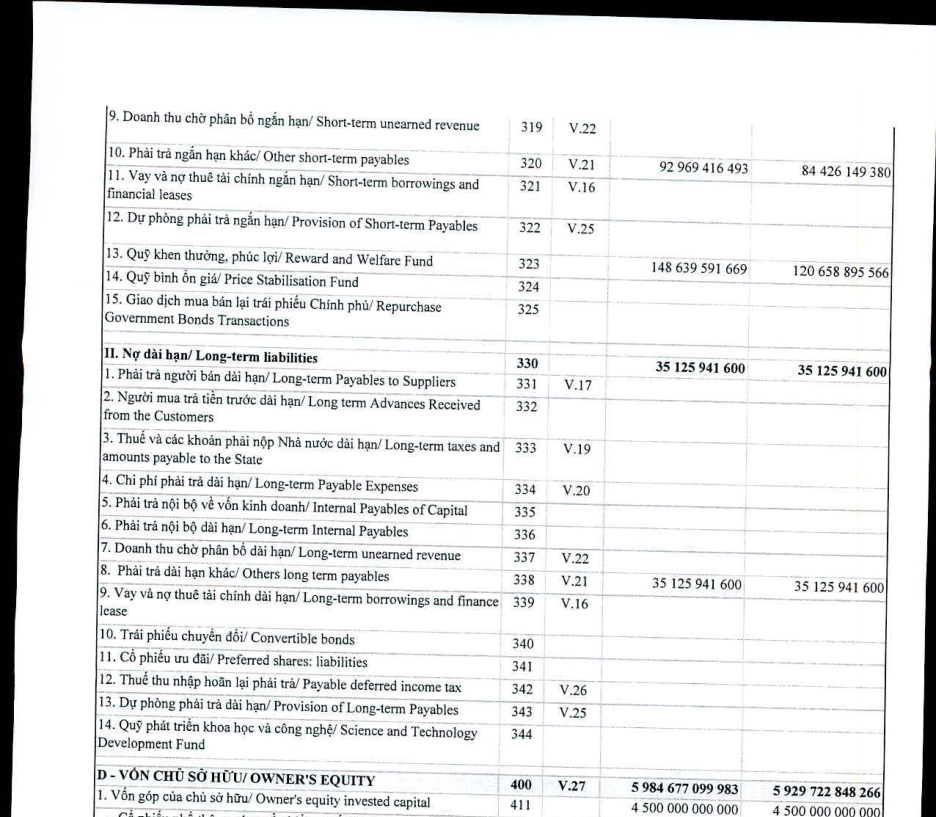 9. Doanh thu chờ phân bổ ngắn hạn/ Short-term unearned revenue 319 V.22
10. Phải trả ngắn hạn khác/ Other short-term payables 320 V.21 92 969 416 493 84 426 149 380
11. Vay và nợ thuê tài chính ngắn hạn/ Short-term borrowings and 321 V.16
financial leases
12. Dự phòng phải trả ngắn hạn/ Provision of Short-term Payables 322 V.25
13. Quỹ khen thưởng, phúc lợi/ Reward and Welfare Fund 323 148 639 591 669 120 658 895 566
14. Quỹ bình ổn giá/ Price Stabilisation Fund 324
15. Giao dịch mua bán lại trái phiếu Chính phủ/ Repurchase 325
Government Bonds Transactions
II. Nợ dài hạn/ Long-term liabilities 330 35 125 941 600 35 125 941 600
1. Phải trả người bán dài hạn/ Long-term Payables to Suppliers 331 V.17
2. Người mua trả tiền trước dài hạn/ Long term Advances Received 332
from the Customers
3. Thuế và các khoản phải nộp Nhà nước dài hạn/ Long-term taxes and 333 V.19
amounts payable to the State
4. Chi phí phải trả dài hạn/ Long-term Payable Expenses 334 V.20
5. Phải trả nội bộ về vốn kinh doanh/ Internal Payables of Capital 335
6. Phải trả nội bộ dài hạn/ Long-term Internal Payables 336
7. Doanh thu chờ phân bổ dài hạn/ Long-term unearned revenue 337 V.22
8. Phải trả dài hạn khác/ Others long term payables 338 V.21 35 125 941 600 35 125 941 600
9. Vay và nợ thuê tài chính dài hạn/ Long-term borrowings and finance 339 V.16
lease
10. Trái phiếu chuyển đổi/ Convertible bonds 340
11. Cổ phiếu ưu đãi/ Preferred shares: liabilities 341
12. Thuế thu nhập hoãn lại phải trả/ Payable deferred income tax 342 V.26
13. Dự phòng phải trả dài hạn/ Provision of Long-term Payables 343 V.25
14. Quỹ phát triển khoa học và công nghệ/ Science and Technology 344
Development Fund
D - VỐN CHỦ SỞ HỮU/ OWNER'S EQUITY 400 V.27 5 984 677 099 983 5 929 722 848 266
1. Vốn góp của chủ sở hữu/ Owner's equity invested capital 411 4 500 000 000 000 4 500 000 000 000